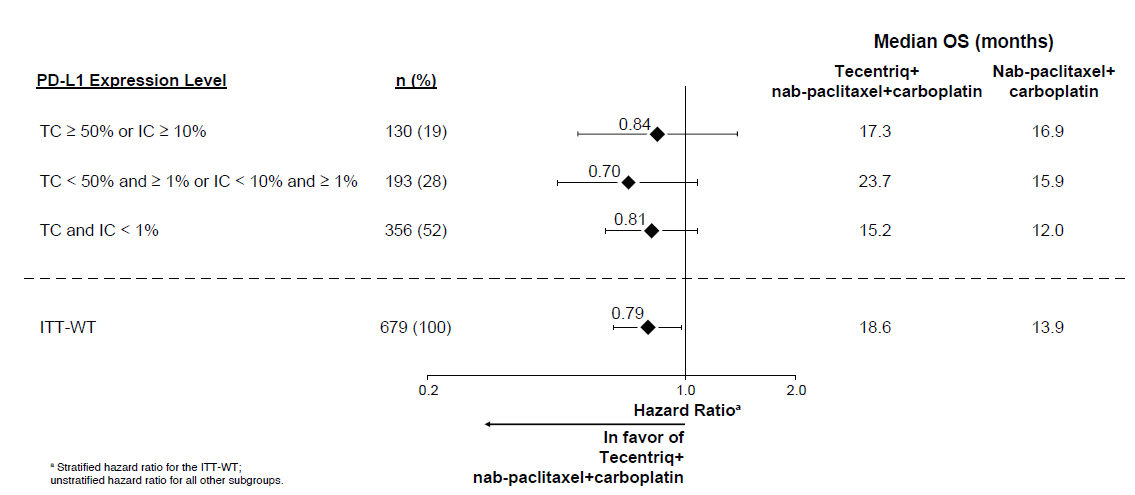 Median OS (months)
PD-L1 Expression Level n (%) Tecentriq+ nab-paclitaxel+carboplatin Nab-paclitaxel+ carboplatin
TC ≥ 50% or IC ≥ 10% 130 (19) 0.84 17.3 16.9
TC < 50% and ≥ 1% or IC < 10% and ≥ 1% 193 (28) 0.70 23.7 15.9
TC and IC < 1% 356 (52) 0.81 15.2 12.0
ITT-WT 679 (100) 0.79 18.6 13.9
0.2 1.0 2.0
Hazard Ratioᵃ
In favor of
Tecentriq+
nab-paclitaxel+carboplatin
ᵃ Stratified hazard ratio for the ITT-WT;
unstratified hazard ratio for all other subgroups.